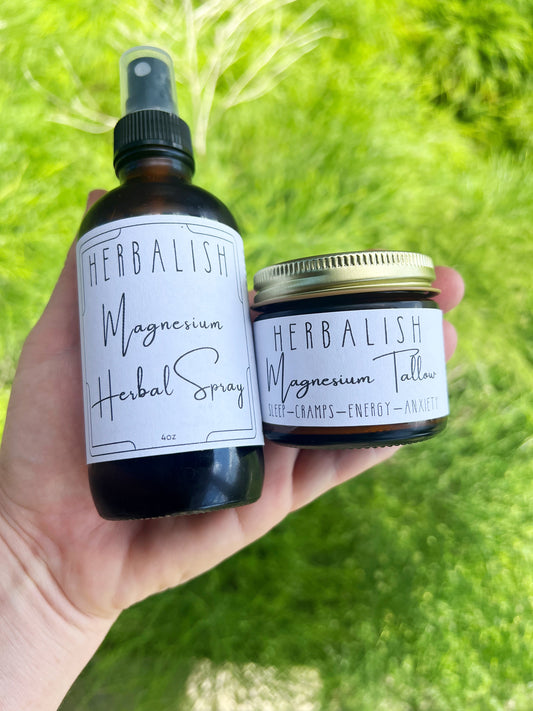 HERBALISH
Magnesium
Herbal Spray
4oz
HERBALISH
Magnesium Tallow
SLEEP-CRAMPS-ENERGY-ANXIETY